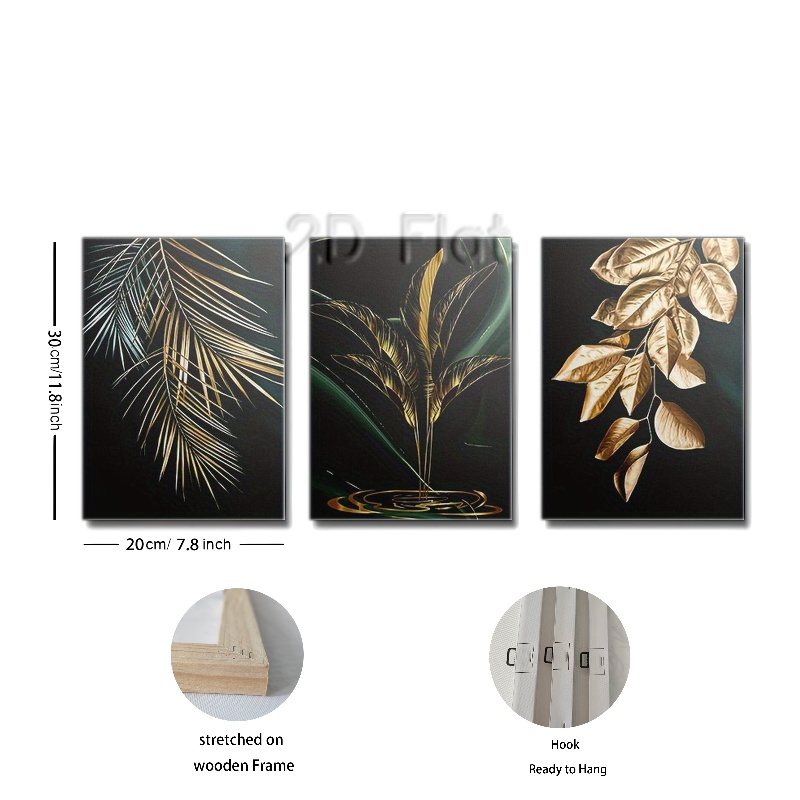 2D Flat
30cm/11.8inch
20cm/ 7.8 inch
stretched on
wooden Frame
Hook
Ready to Hang